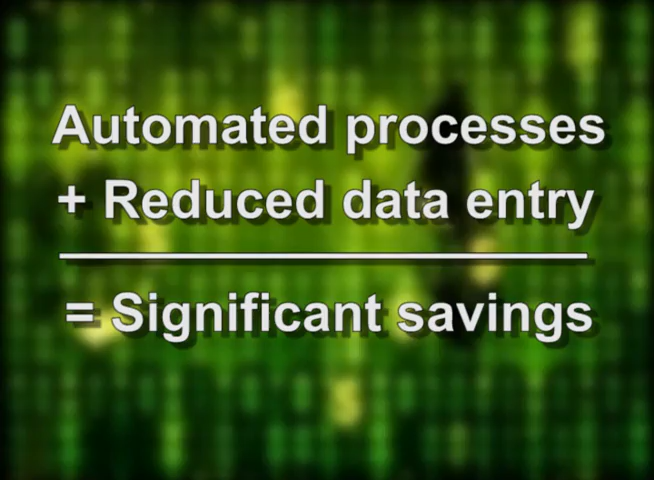 Automated processes
+ Reduced data entry
= Significant savings